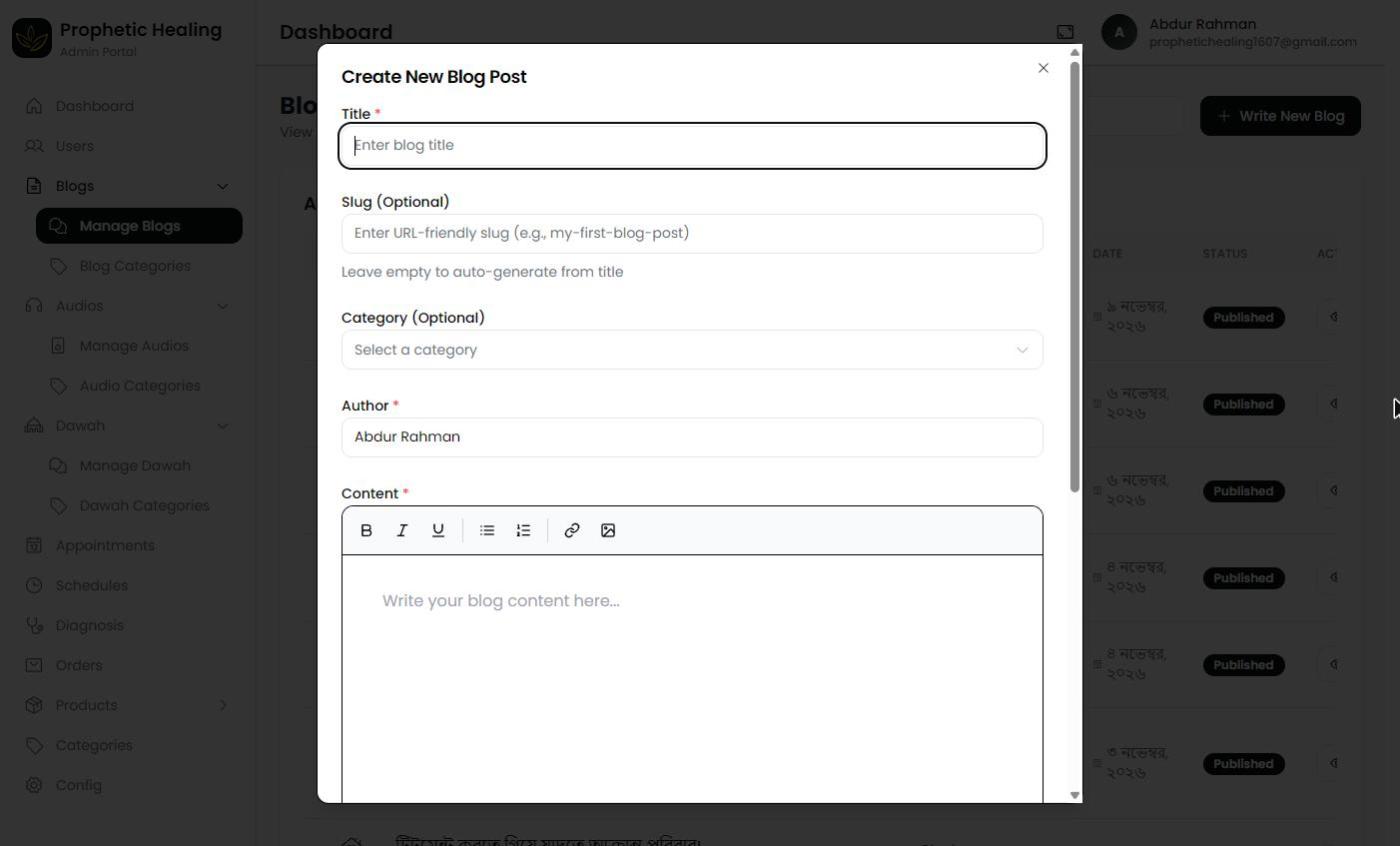 Prophetic Healing
Admin Portal
Dashboard
A
Abdur Rahman
prophetichealing1607@gmail.com
Dashboard
Users
Blogs
Manage Blogs
Blog Categories
Audios
Manage Audios
Audio Categories
Dawah
Manage Dawah
Dawah Categories
Appointments
Schedules
Diagnosis
Orders
Products
Categories
Config
Blo
View
+ Write New Blog
A
Create New Blog Post
Title *
Enter blog title
Slug (Optional)
Enter URL-friendly slug (e.g., my-first-blog-post)
Leave empty to auto-generate from title
Category (Optional)
Select a category
Author *
Abdur Rahman
Content *
B I U
Write your blog content here...
DATE STATUS ACT
৯ নভেম্বর,
২০২৬
Published
৬ নভেম্বর,
২০২৬
Published
৬ নভেম্বর,
২০২৬
Published
৪ নভেম্বর,
২০২৬
Published
৪ নভেম্বর,
২০২৬
Published
৩ নভেম্বর,
২০২৬
Published